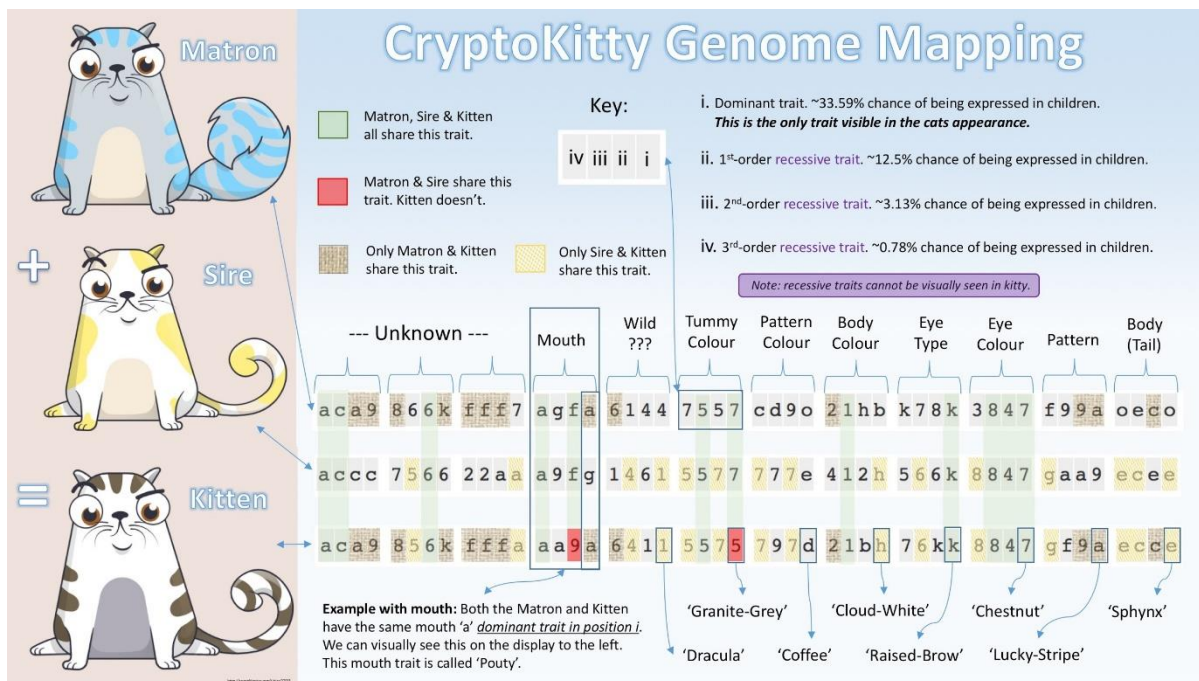 CryptoKitty Genome Mapping
Matron
+
Sire
=
Kitten
Matron, Sire & Kitten
all share this trait.
Matron & Sire share this
trait. Kitten doesn't.
Only Matron & Kitten
share this trait.
Only Sire & Kitten
share this trait.
Key:
iv iii ii i
i. Dominant trait. ~33.59% chance of being expressed in children.
This is the only trait visible in the cats appearance.
ii. 1st-order recessive trait. ~12.5% chance of being expressed in children.
iii. 2nd-order recessive trait. ~3.13% chance of being expressed in children.
iv. 3rd-order recessive trait. ~0.78% chance of being expressed in children.
Note: recessive traits cannot be visually seen in kitty.
--- Unknown ---
Mouth
Wild
???
Tummy
Colour
Pattern
Colour
Body
Colour
Eye
Type
Eye
Colour
Pattern
Body
(Tail)
aca9 866k fff7 agfa 6144 7557 cd9o 21hb k78k 3847 f99a oeco
accc 7566 22aa a9fg 1461 5577 777e 412h 566k 8847 gaa9 ecee
aca9 856k fffa aa9a 6411 5575 797d 21bh 76kk 8847 gf9a ecce
Example with mouth: Both the Matron and Kitten
have the same mouth 'a' dominant trait in position i.
We can visually see this on the display to the left.
This mouth trait is called 'Pouty'.
'Granite-Grey'
'Cloud-White'
'Chestnut'
'Sphynx'
'Dracula'
'Coffee'
'Raised-Brow'
'Lucky-Stripe'